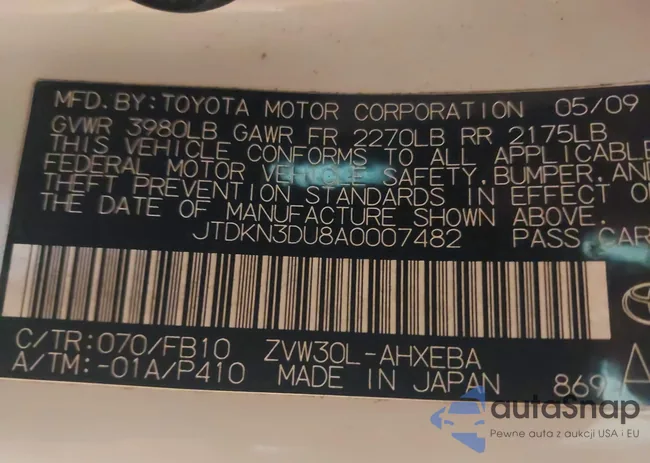 MFD. BY: TOYOTA MOTOR CORPORATION 05/09
GVWR 3980LB GAWR FR 2270LB RR 2175LB
THIS VEHICLE CONFORMS TO ALL APPLICABLE
FEDERAL MOTOR VEHICLE SAFETY, BUMPER, AND
THEFT PREVENTION STANDARDS IN EFFECT O
THE DATE OF MANUFACTURE SHOWN ABOVE.
JTDKN3DU8A0007482 PASS CAR
C/TR: 070/FB10 ZVW30L-AHXEBA
A/TM: -01A/P410 MADE IN JAPAN 869
autoSnap
Pewne auta z aukcji USA i EU